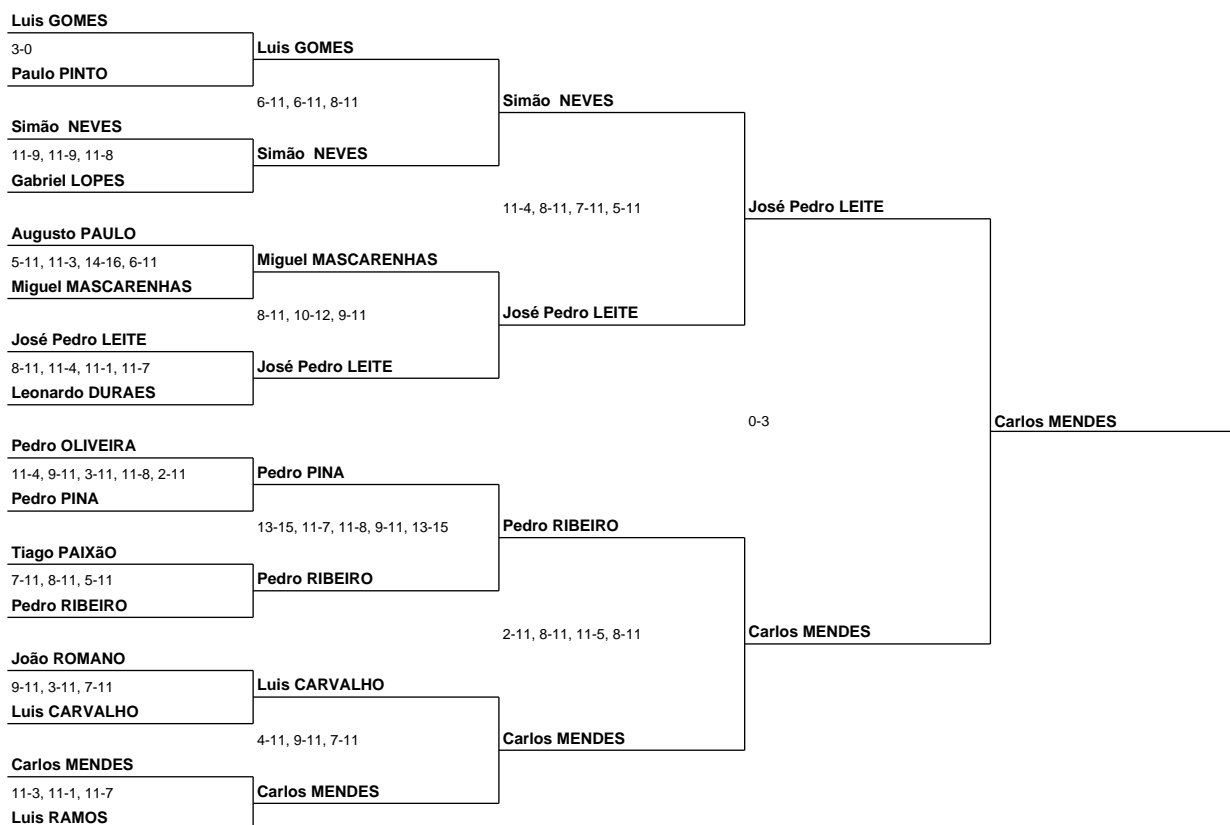 Luis GOMES
3-0
Luis GOMES
Paulo PINTO
6-11, 6-11, 8-11
Simão  NEVES
Simão  NEVES
11-9, 11-9, 11-8
Simão  NEVES
Gabriel LOPES
11-4, 8-11, 7-11, 5-11
José Pedro LEITE
Augusto PAULO
5-11, 11-3, 14-16, 6-11
Miguel MASCARENHAS
Miguel MASCARENHAS
8-11, 10-12, 9-11
José Pedro LEITE
José Pedro LEITE
8-11, 11-4, 11-1, 11-7
José Pedro LEITE
Leonardo DURAES
0-3
Carlos MENDES
Pedro OLIVEIRA
11-4, 9-11, 3-11, 11-8, 2-11
Pedro PINA
Pedro PINA
13-15, 11-7, 11-8, 9-11, 13-15
Pedro RIBEIRO
Tiago PAIXãO
7-11, 8-11, 5-11
Pedro RIBEIRO
Pedro RIBEIRO
2-11, 8-11, 11-5, 8-11
Carlos MENDES
João ROMANO
9-11, 3-11, 7-11
Luis CARVALHO
Luis CARVALHO
4-11, 9-11, 7-11
Carlos MENDES
Carlos MENDES
11-3, 11-1, 11-7
Carlos MENDES
Luis RAMOS